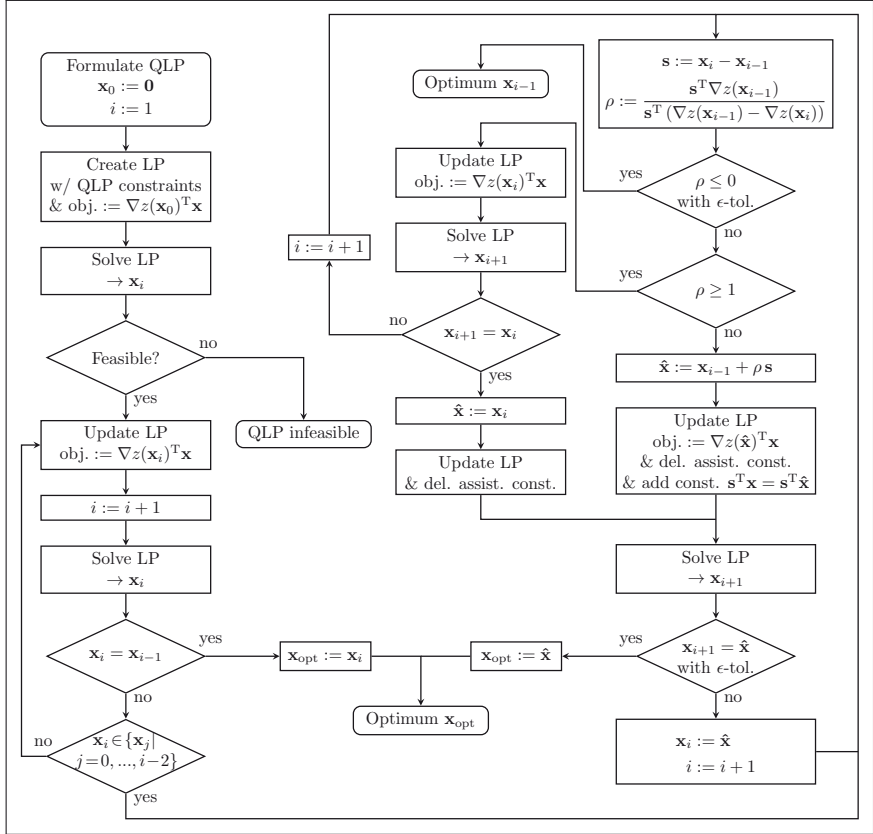 Formulate QLP
x₀ := 0
i := 1
Create LP
w/ QLP constraints
& obj. := ∇z(x₀)ᵀx
Solve LP
→ xᵢ
Feasible?
no
yes
QLP infeasible
Update LP
obj. := ∇z(xᵢ)ᵀx
i := i + 1
Solve LP
→ xᵢ
xᵢ = xᵢ₋₁
yes
no
xᵢ ∈ {xⱼ|
j=0, ..., i−2}
no
yes
x_opt := xᵢ
Optimum x_opt
x_opt := x̂
Optimum xᵢ₋₁
Update LP
obj. := ∇z(xᵢ)ᵀx
Solve LP
→ xᵢ₊₁
i := i + 1
xᵢ₊₁ = xᵢ
no
yes
x̂ := xᵢ
Update LP
& del. assist. const.
s := xᵢ − xᵢ₋₁
ρ := sᵀ∇z(xᵢ₋₁) / sᵀ (∇z(xᵢ₋₁) − ∇z(xᵢ))
ρ ≤ 0
with ϵ-tol.
yes
no
ρ ≥ 1
yes
no
x̂ := xᵢ₋₁ + ρ s
Update LP
obj. := ∇z(x̂)ᵀx
& del. assist. const.
& add const. sᵀx = sᵀx̂
Solve LP
→ xᵢ₊₁
xᵢ₊₁ = x̂
with ϵ-tol.
yes
no
xᵢ := x̂
i := i + 1